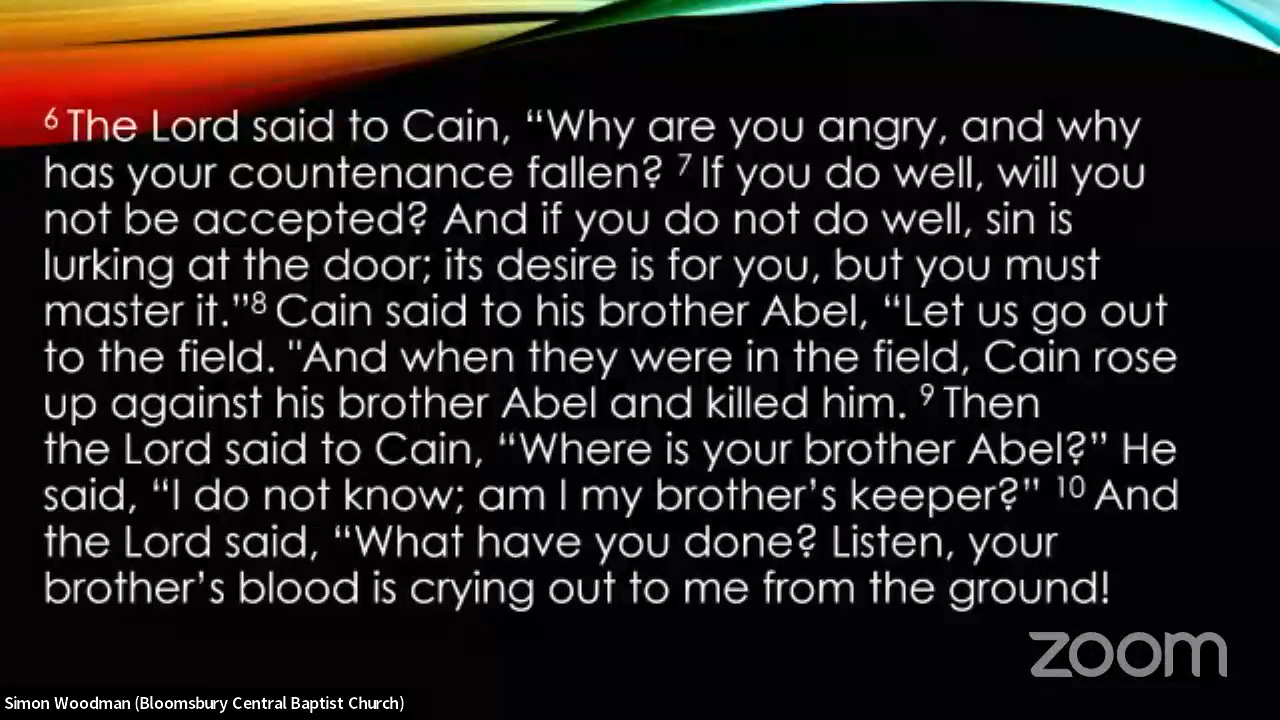 6 The Lord said to Cain, “Why are you angry, and why
has your countenance fallen? 7 If you do well, will you
not be accepted? And if you do not do well, sin is
lurking at the door; its desire is for you, but you must
master it.”8 Cain said to his brother Abel, “Let us go out
to the field. "And when they were in the field, Cain rose
up against his brother Abel and killed him. 9 Then
the Lord said to Cain, “Where is your brother Abel?” He
said, “I do not know; am I my brother’s keeper?” 10 And
the Lord said, “What have you done? Listen, your
brother’s blood is crying out to me from the ground!
zoom
Simon Woodman (Bloomsbury Central Baptist Church)